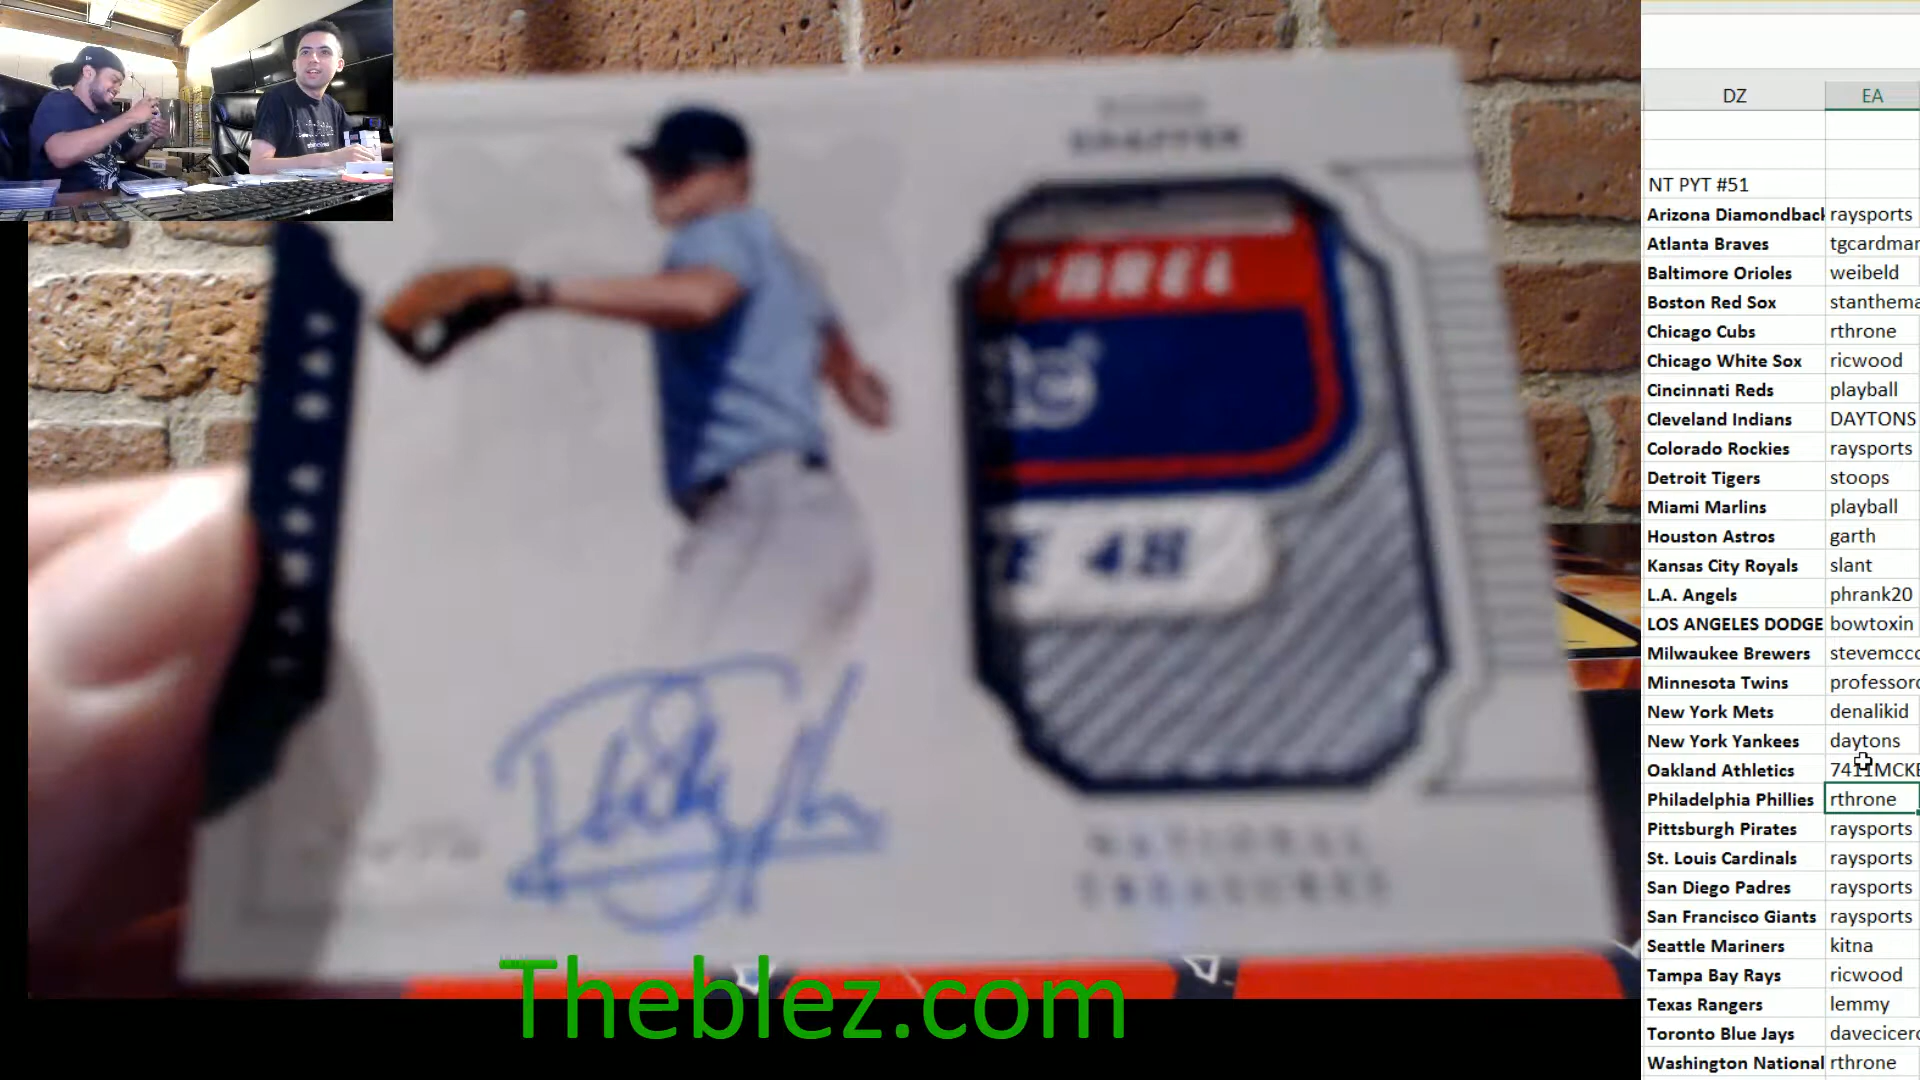 SHAFFER
PAREL
E 48
NATIONAL
TREASURES
Theblez.com
DZ EA
NT PYT #51
Arizona Diamondback raysports
Atlanta Braves tgcardmar
Baltimore Orioles weibeld
Boston Red Sox stanthema
Chicago Cubs rthrone
Chicago White Sox ricwood
Cincinnati Reds playball
Cleveland Indians DAYTONS
Colorado Rockies raysports
Detroit Tigers stoops
Miami Marlins playball
Houston Astros garth
Kansas City Royals slant
L.A. Angels phrank20
LOS ANGELES DODGE bowtoxin
Milwaukee Brewers stevemcco
Minnesota Twins professoro
New York Mets denalikid
New York Yankees daytons
Oakland Athletics 7411MCKE
Philadelphia Phillies rthrone
Pittsburgh Pirates raysports
St. Louis Cardinals raysports
San Diego Padres raysports
San Francisco Giants raysports
Seattle Mariners kitna
Tampa Bay Rays ricwood
Texas Rangers lemmy
Toronto Blue Jays davecicero
Washington National rthrone